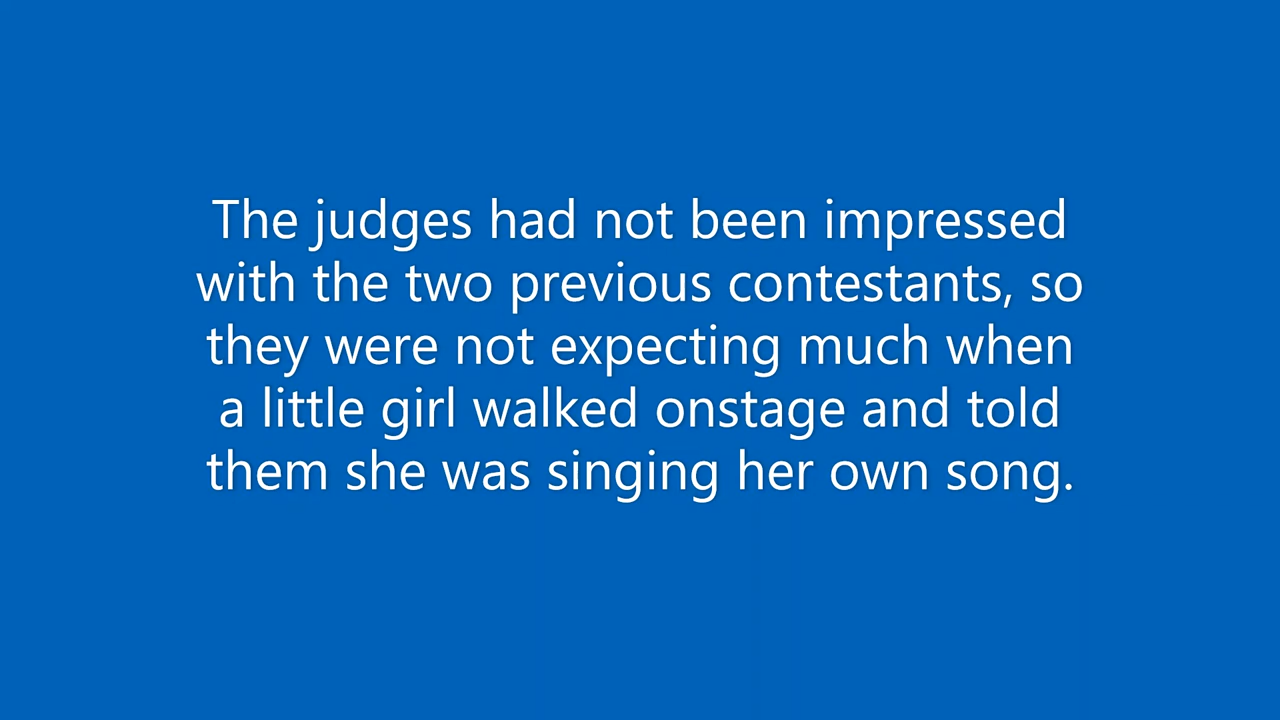 The judges had not been impressed
with the two previous contestants, so
they were not expecting much when
a little girl walked onstage and told
them she was singing her own song.